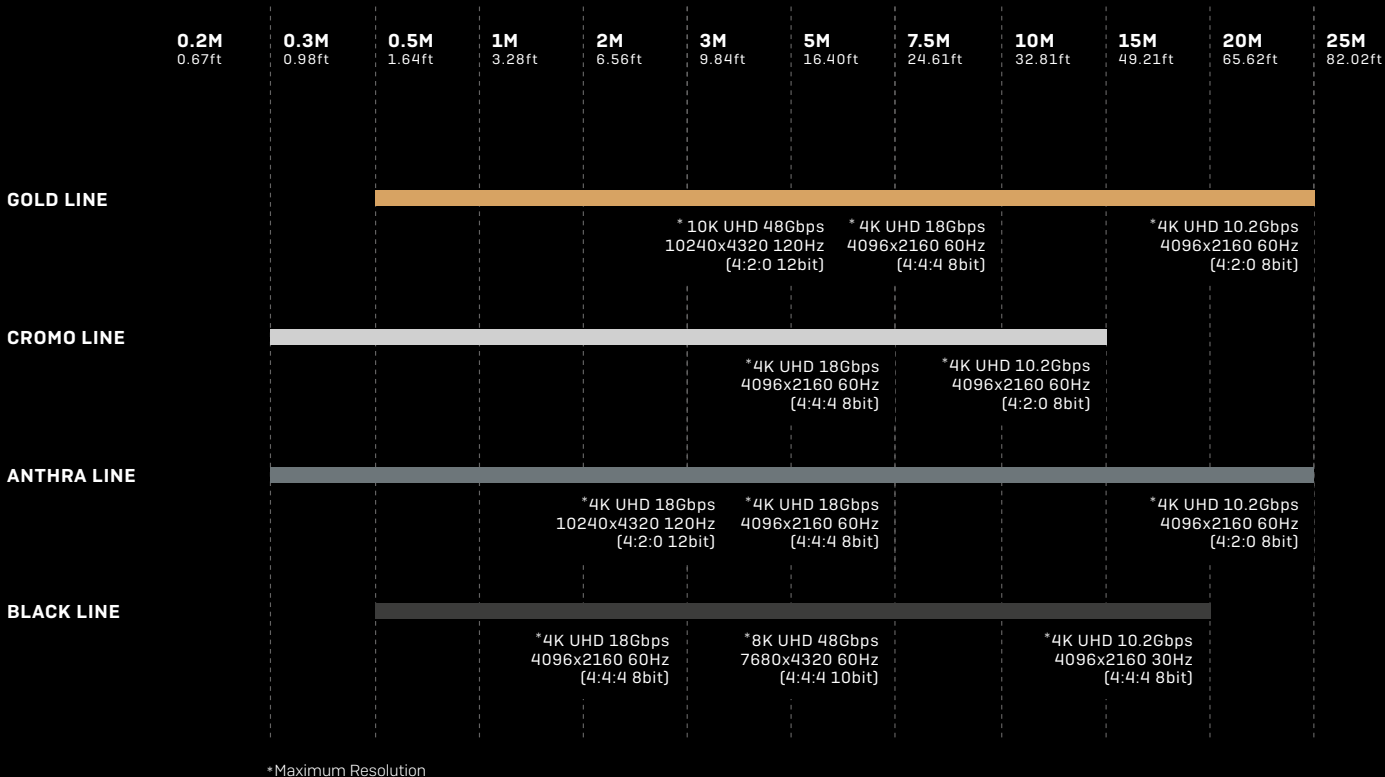 0.2M 0.3M 0.5M 1M 2M 3M 5M 7.5M 10M 15M 20M 25M
0.67ft 0.98ft 1.64ft 3.28ft 6.56ft 9.84ft 16.40ft 24.61ft 32.81ft 49.21ft 65.62ft 82.02ft
GOLD LINE
*10K UHD 48Gbps
10240x4320 120Hz
(4:2:0 12bit)
*4K UHD 18Gbps
4096x2160 60Hz
(4:4:4 8bit)
*4K UHD 10.2Gbps
4096x2160 60Hz
(4:2:0 8bit)
CROMO LINE
*4K UHD 18Gbps
4096x2160 60Hz
(4:4:4 8bit)
*4K UHD 10.2Gbps
4096x2160 60Hz
(4:2:0 8bit)
ANTHRA LINE
*4K UHD 18Gbps
10240x4320 120Hz
(4:2:0 12bit)
*4K UHD 18Gbps
4096x2160 60Hz
(4:4:4 8bit)
*4K UHD 10.2Gbps
4096x2160 60Hz
(4:2:0 8bit)
BLACK LINE
*4K UHD 18Gbps
4096x2160 60Hz
(4:4:4 8bit)
*8K UHD 48Gbps
7680x4320 60Hz
(4:4:4 10bit)
*4K UHD 10.2Gbps
4096x2160 30Hz
(4:4:4 8bit)
*Maximum Resolution